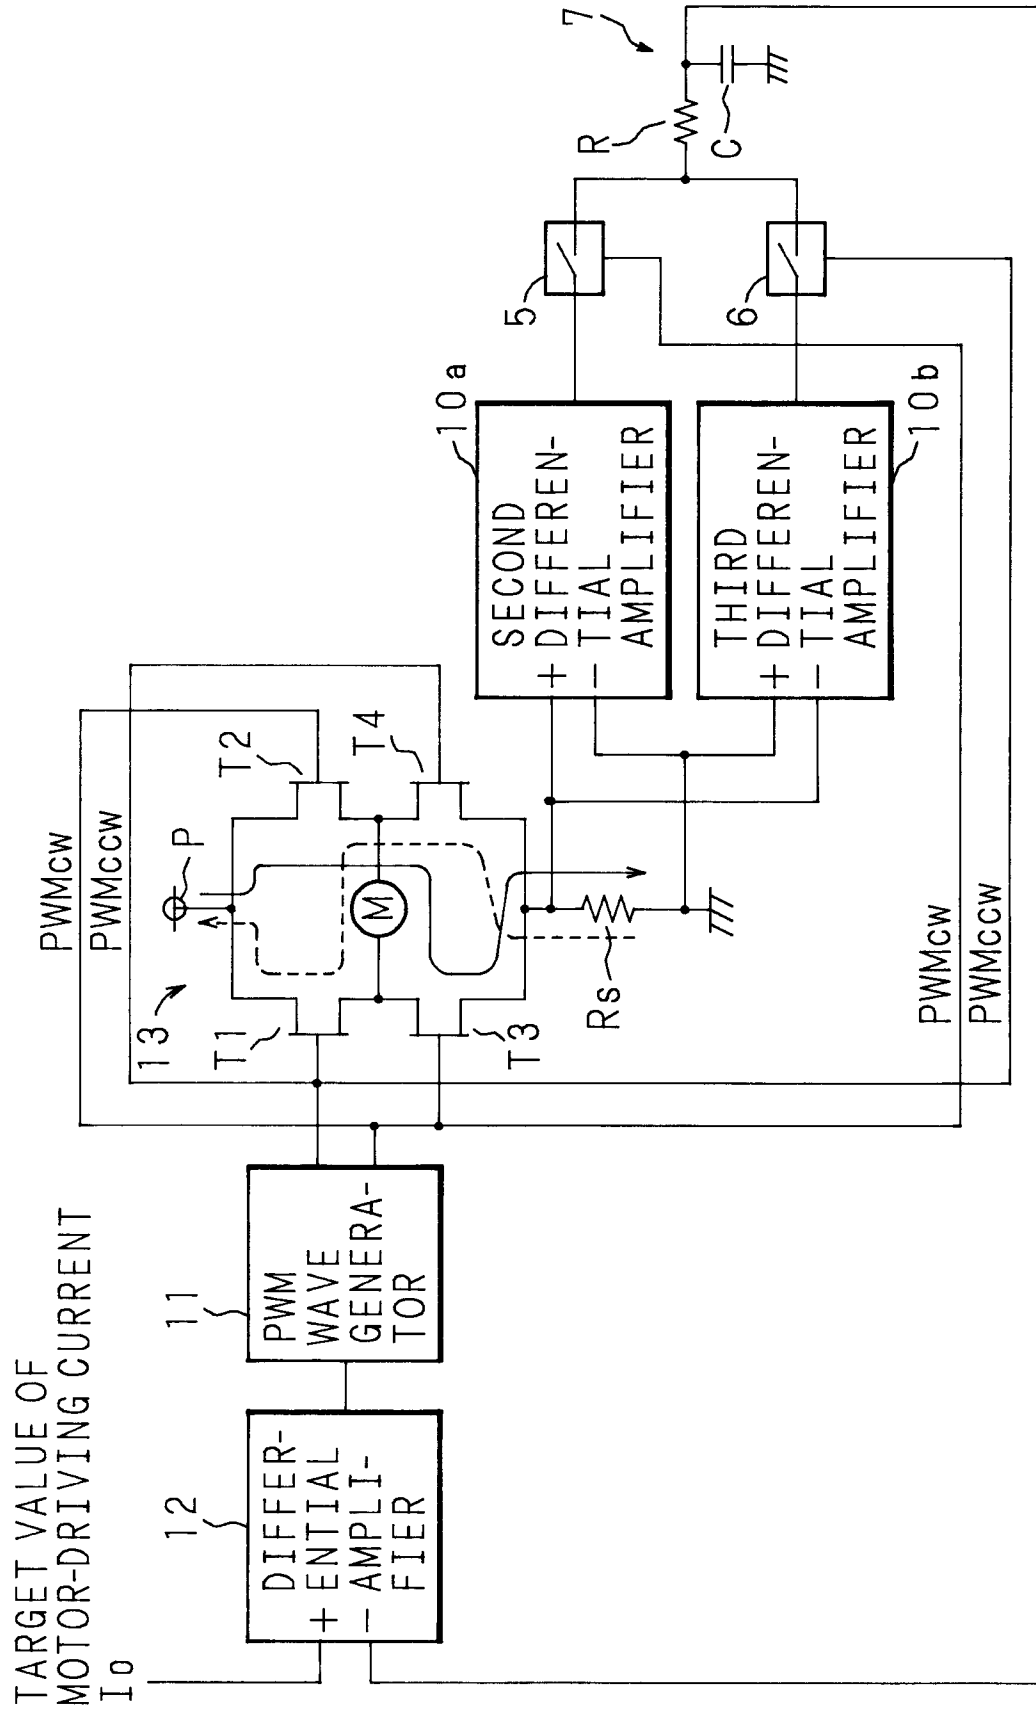 TARGET VALUE OF
MOTOR-DRIVING CURRENT
Io
12
DIFFER-
+ ENTIAL
− AMPLI-
FIER
11
PWM
WAVE
GENERA-
TOR
PWMcw
PWMccw
13
P
T1
T2
M
T3
T4
Rs
PWMcw
PWMccw
10a
SECOND
+ DIFFEREN-
− TIAL
AMPLIFIER
THIRD
+ DIFFEREN-
− TIAL
AMPLIFIER
10b
5
6
R
C
7